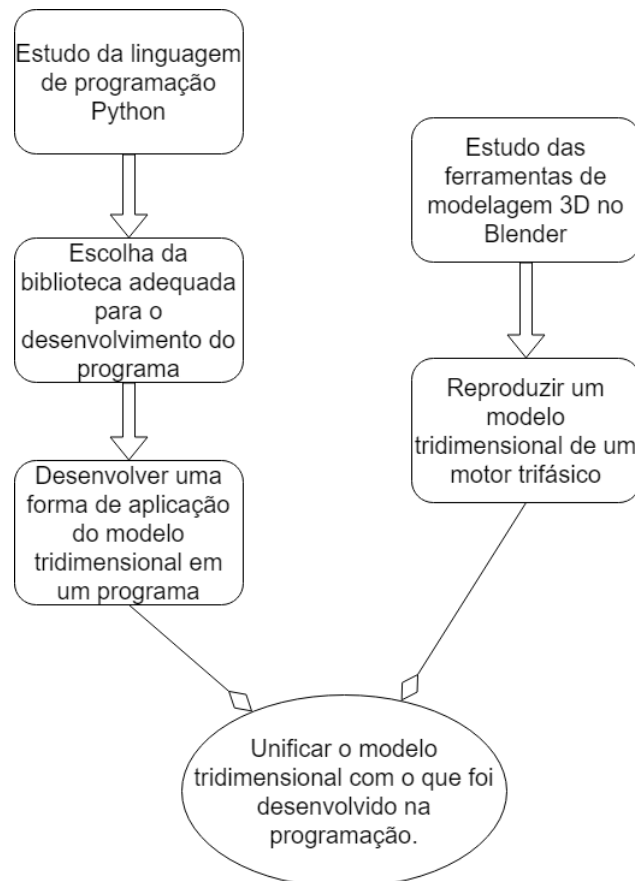 Estudo da linguagem
de programação
Python
Escolha da
biblioteca adequada
para o
desenvolvimento do
programa
Desenvolver uma
forma de aplicação
do modelo
tridimensional em
um programa
Estudo das
ferramentas de
modelagem 3D no
Blender
Reproduzir um
modelo
tridimensional de um
motor trifásico
Unificar o modelo
tridimensional com o que foi
desenvolvido na
programação.